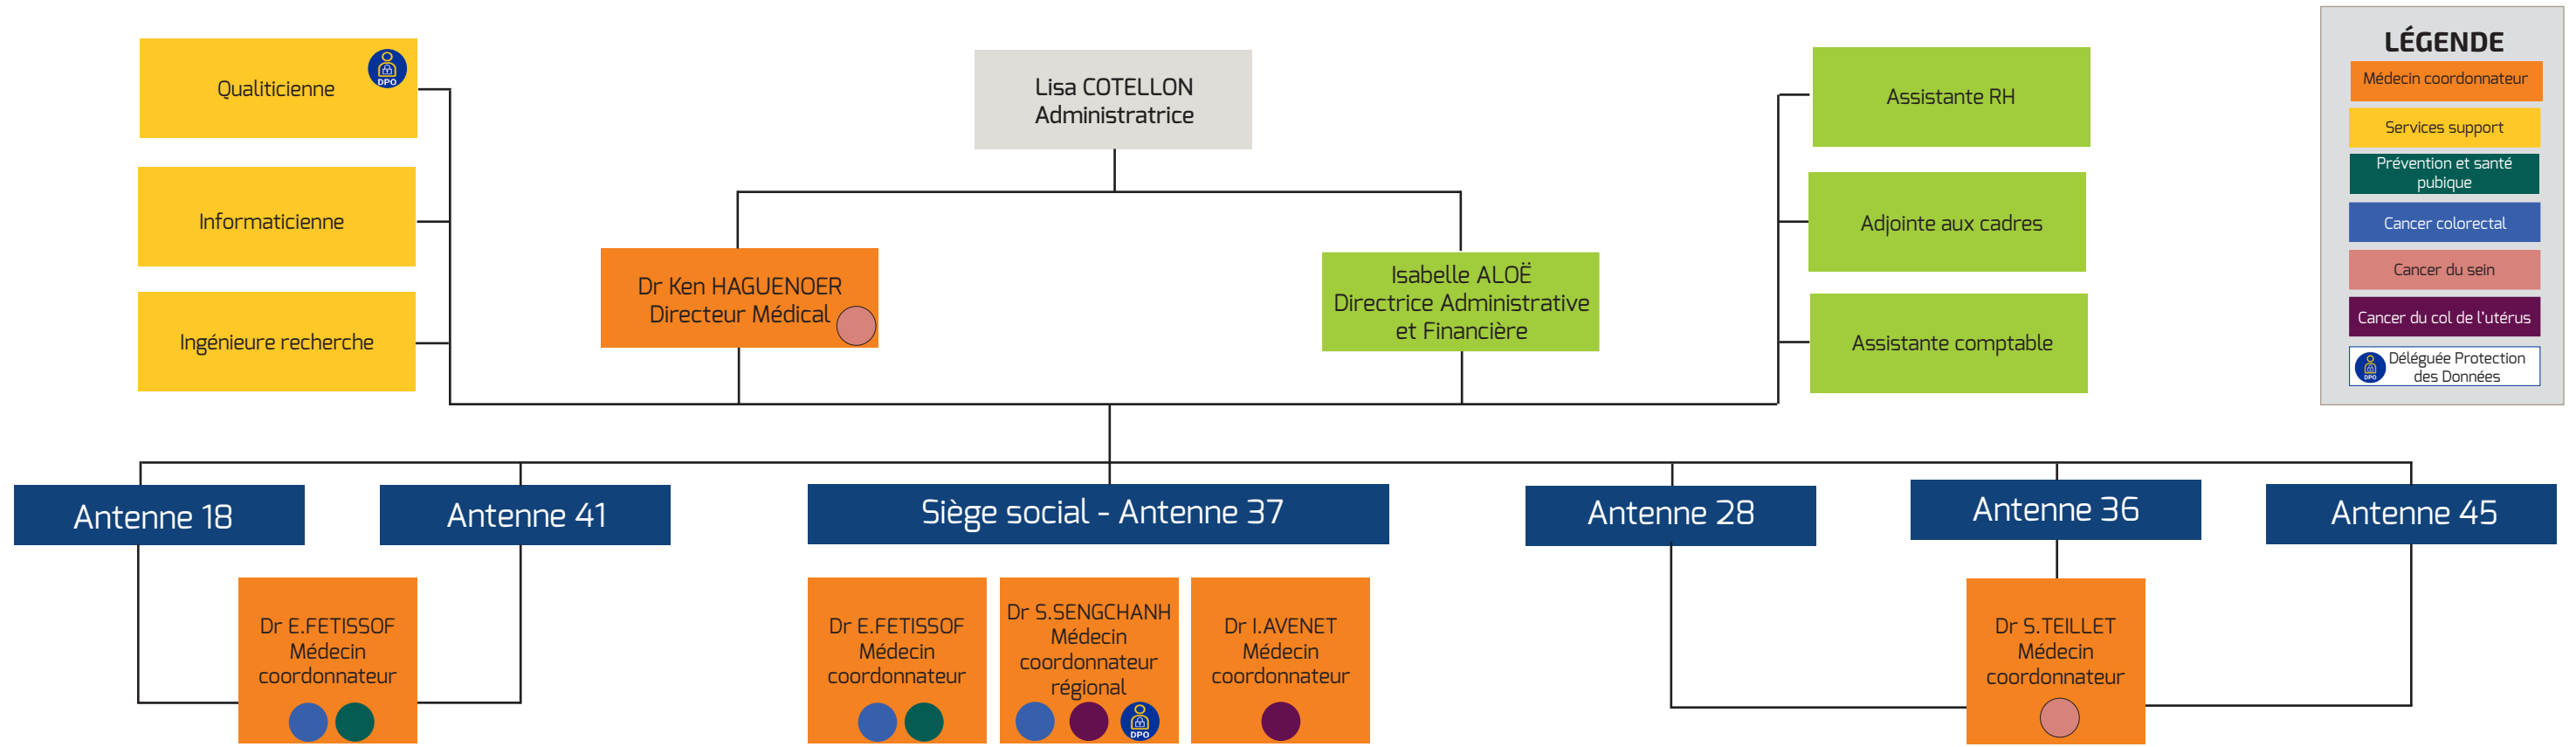 Qualiticienne
DPO
Informaticienne
Ingénieure recherche
Lisa COTELLON
Administratrice
Dr Ken HAGUENOER
Directeur Médical
Isabelle ALOË
Directrice Administrative
et Financière
Assistante RH
Adjointe aux cadres
Assistante comptable
LÉGENDE
Médecin coordonnateur
Services support
Prévention et santé
pubique
Cancer colorectal
Cancer du sein
Cancer du col de l'utérus
DPO
Déléguée Protection
des Données
Antenne 18
Antenne 41
Siège social - Antenne 37
Antenne 28
Antenne 36
Antenne 45
Dr E.FETISSOF
Médecin
coordonnateur
Dr E.FETISSOF
Médecin
coordonnateur
Dr S.SENGCHANH
Médecin
coordonnateur
régional
DPO
Dr I.AVENET
Médecin
coordonnateur
Dr S.TEILLET
Médecin
coordonnateur